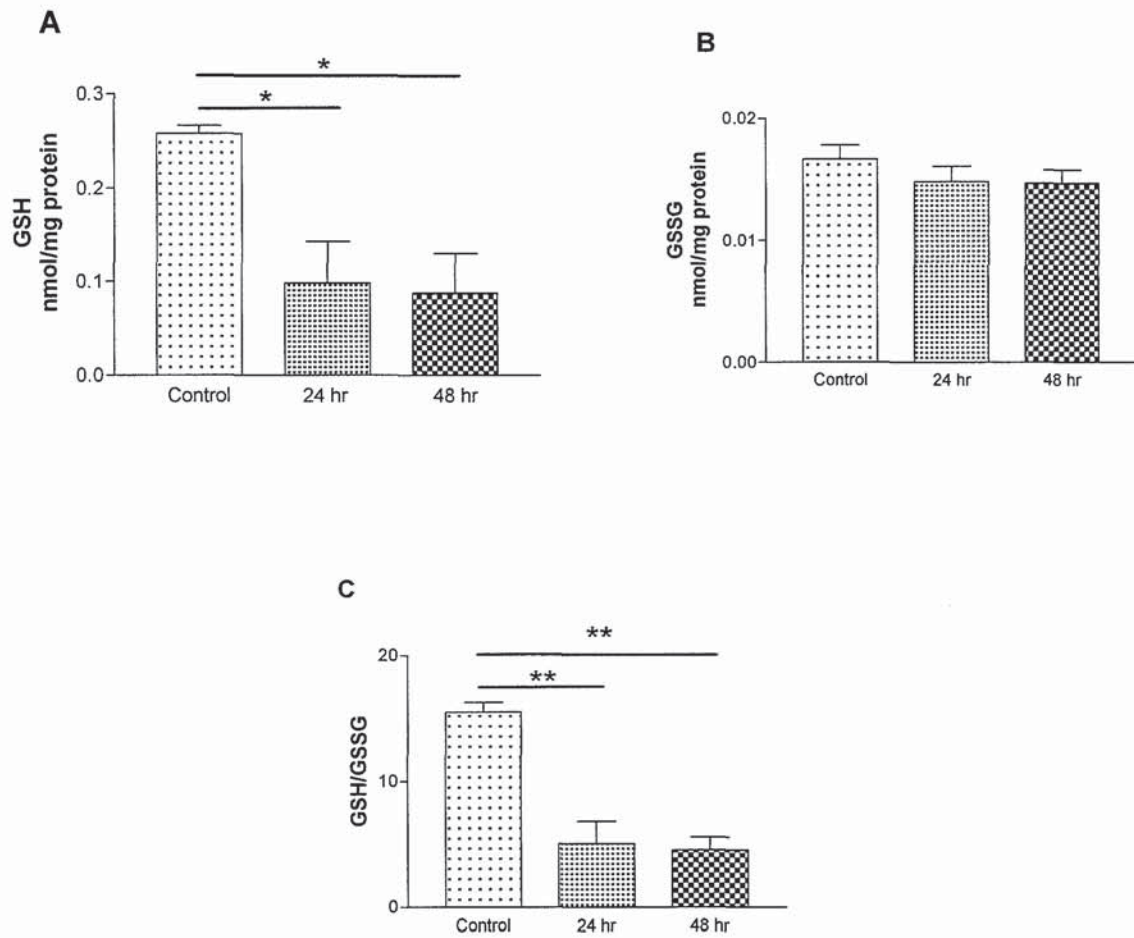 A
*
*
0.3
0.2
0.1
0.0
GSH
nmol/mg protein
Control 24 hr 48 hr
B
0.02
0.01
0.00
GSSG
nmol/mg protein
Control 24 hr 48 hr
C
**
**
20
10
0
GSH/GSSG
Control 24 hr 48 hr